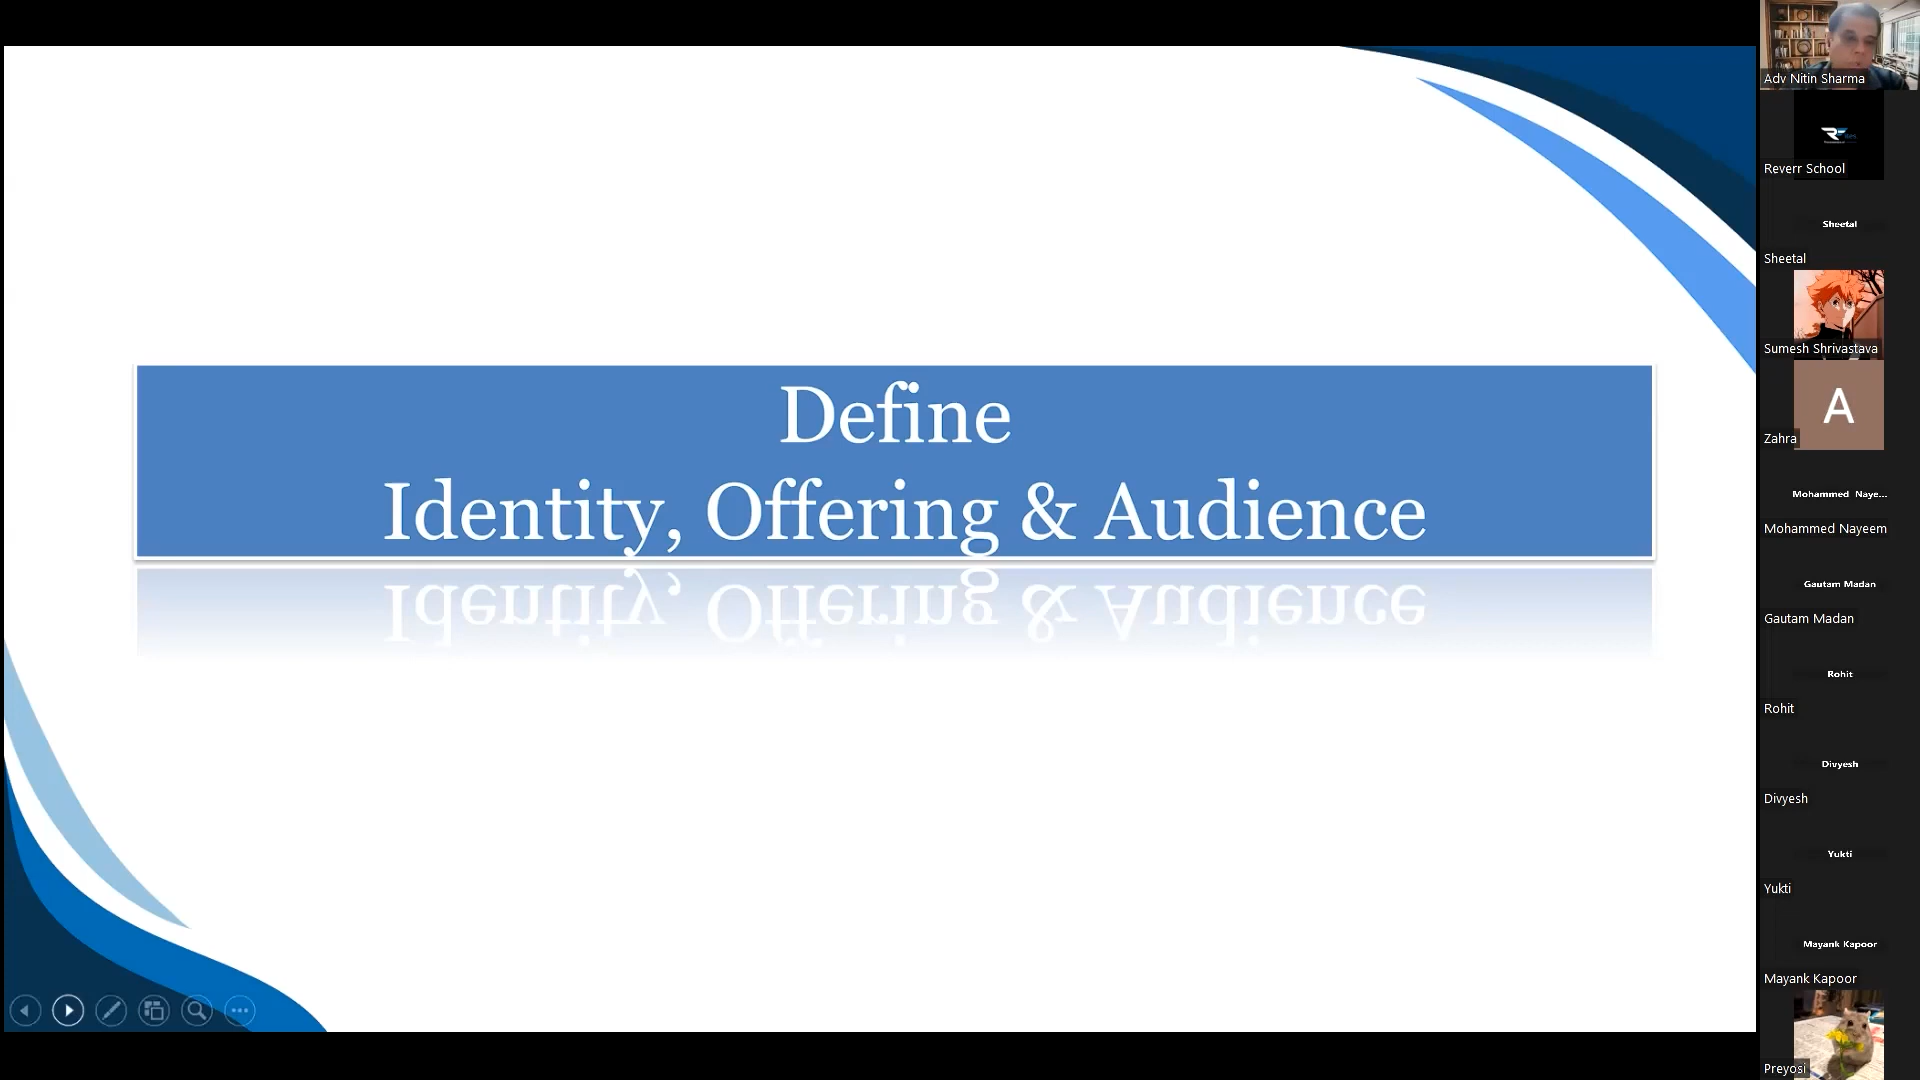 Define
Identity, Offering & Audience
Adv Nitin Sharma
Reverr School
Sheetal
Sheetal
Sumesh Shrivastava
A
Zahra
Mohammed Naye...
Mohammed Nayeem
Gautam Madan
Gautam Madan
Rohit
Rohit
Divyesh
Divyesh
Yukti
Yukti
Mayank Kapoor
Mayank Kapoor
Preyosi